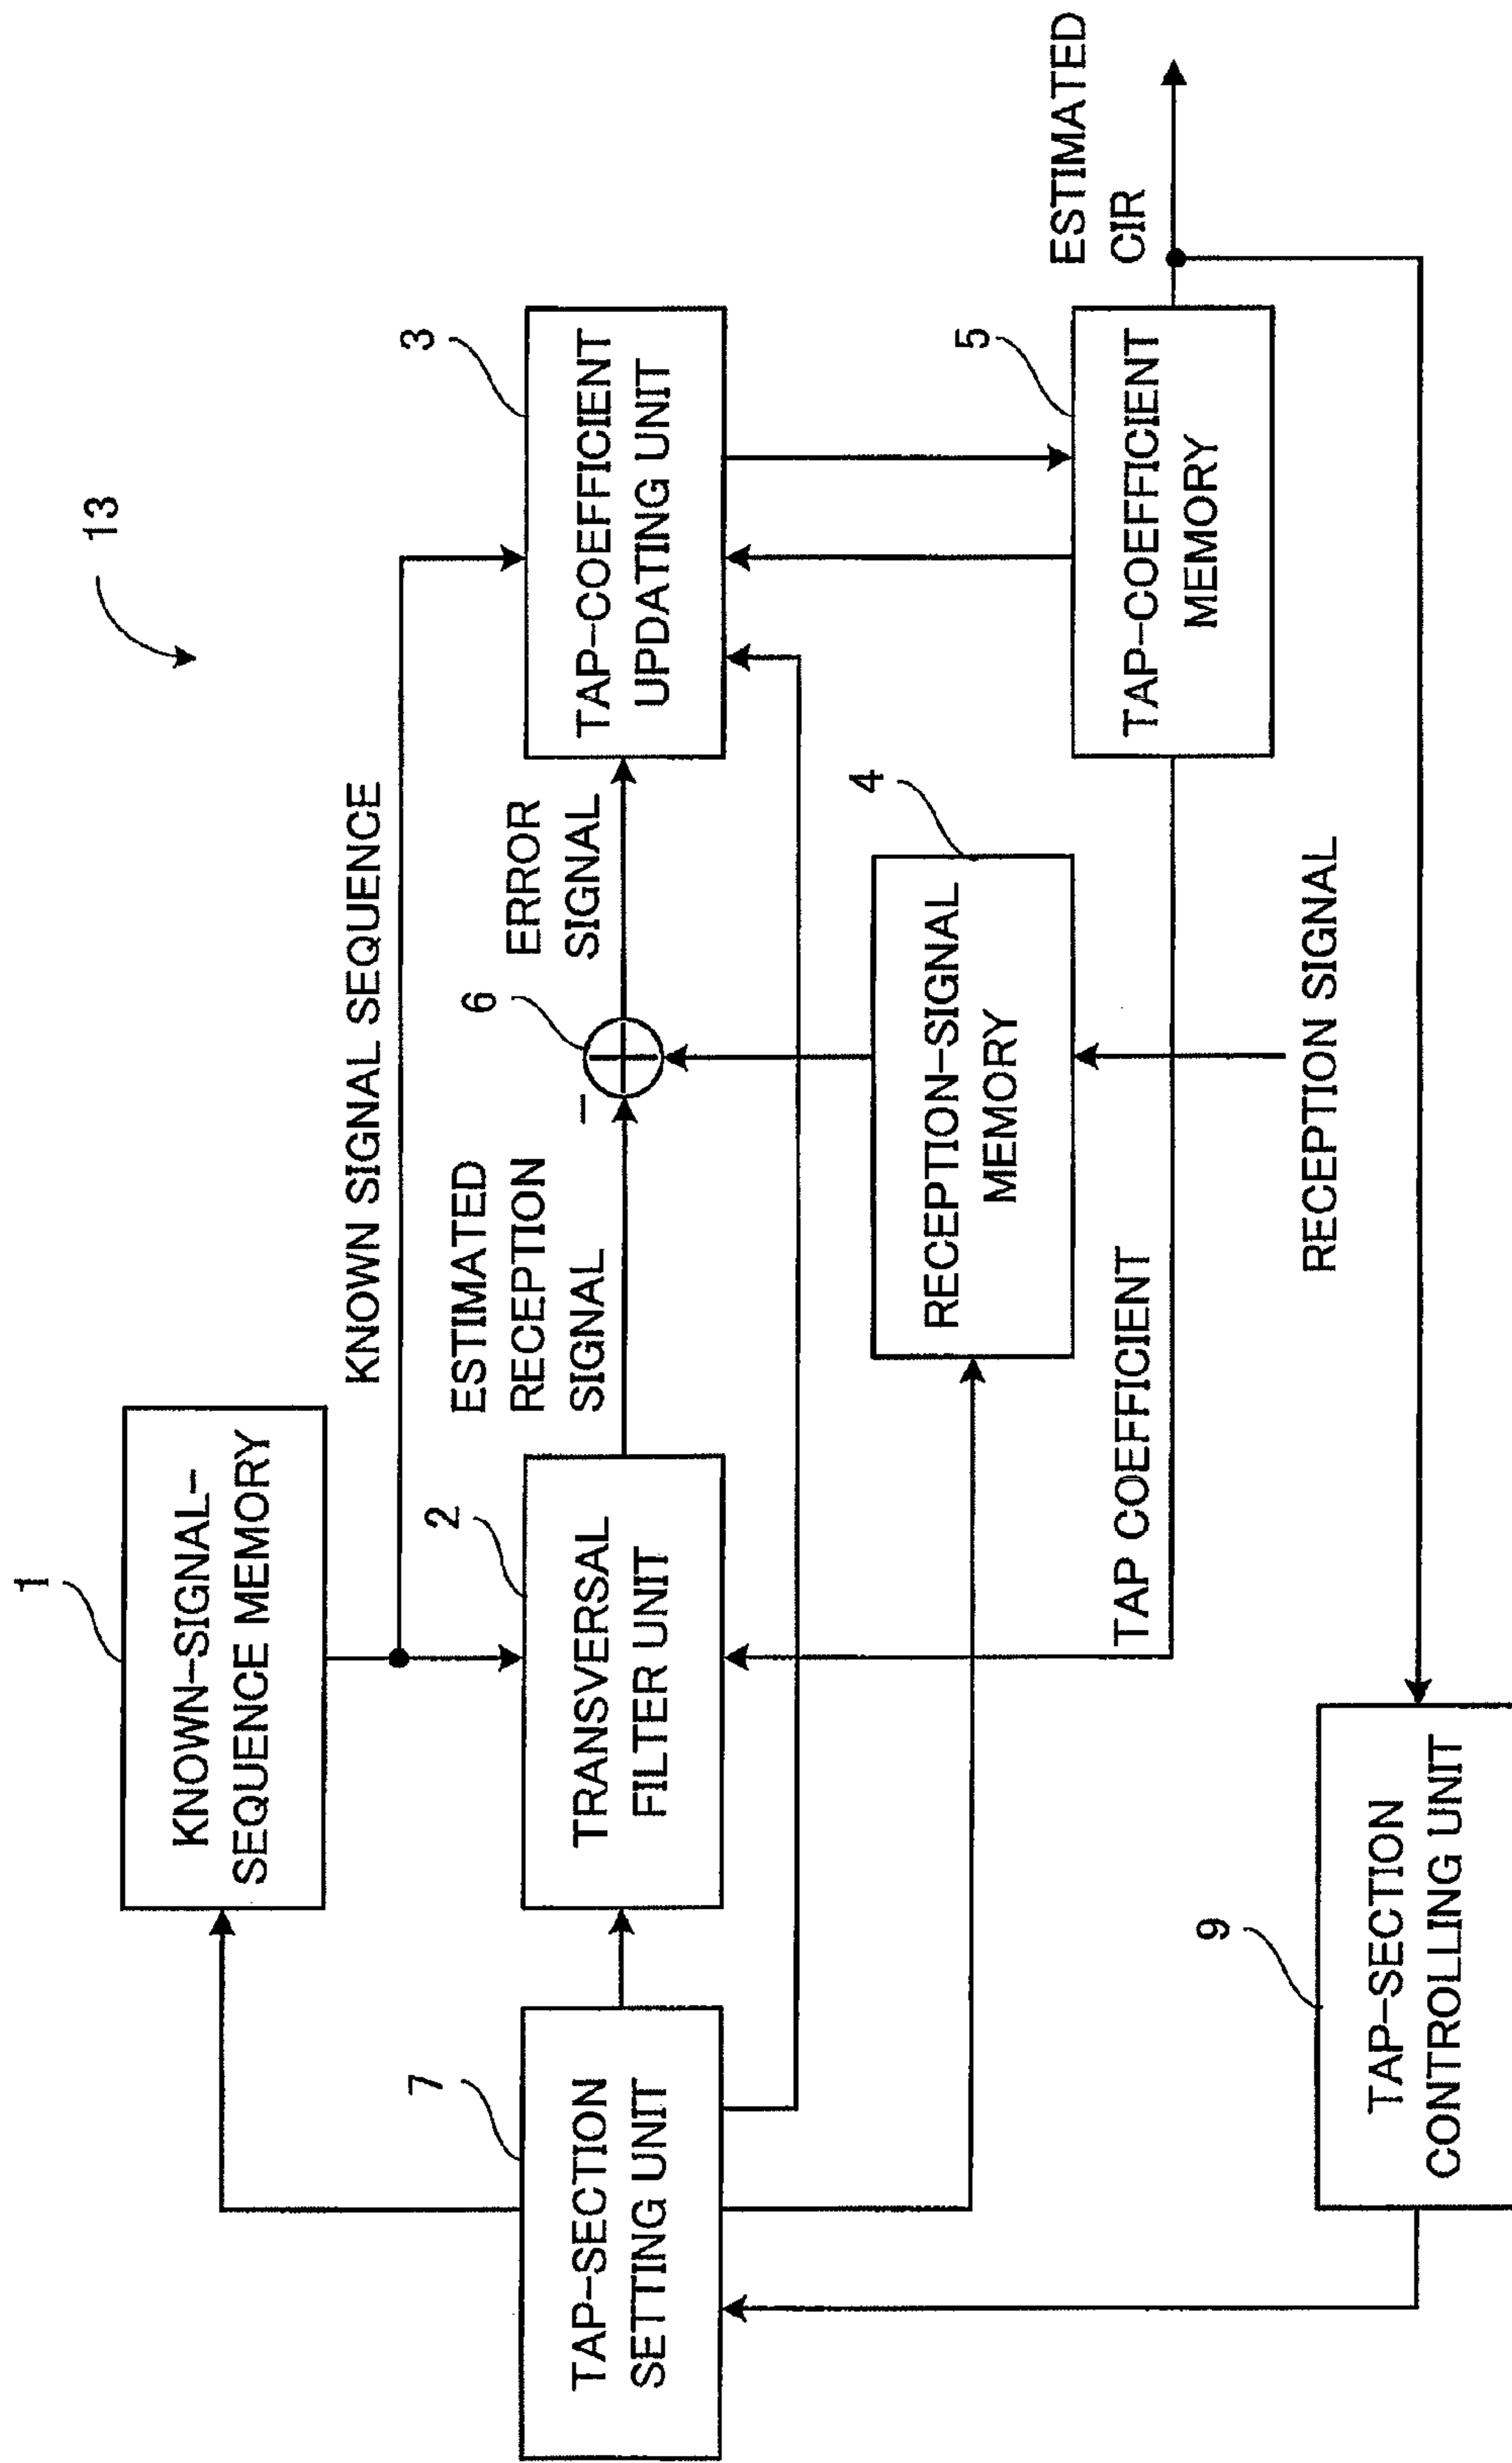 13
1
KNOWN-SIGNAL-
SEQUENCE MEMORY
KNOWN SIGNAL SEQUENCE
7
TAP-SECTION
SETTING UNIT
2
TRANSVERSAL
FILTER UNIT
ESTIMATED
RECEPTION
SIGNAL
−
6
ERROR
SIGNAL
3
TAP-COEFFICIENT
UPDATING UNIT
4
RECEPTION-SIGNAL
MEMORY
5
TAP-COEFFICIENT
MEMORY
ESTIMATED
CIR
TAP COEFFICIENT
RECEPTION SIGNAL
9
TAP-SECTION
CONTROLLING UNIT